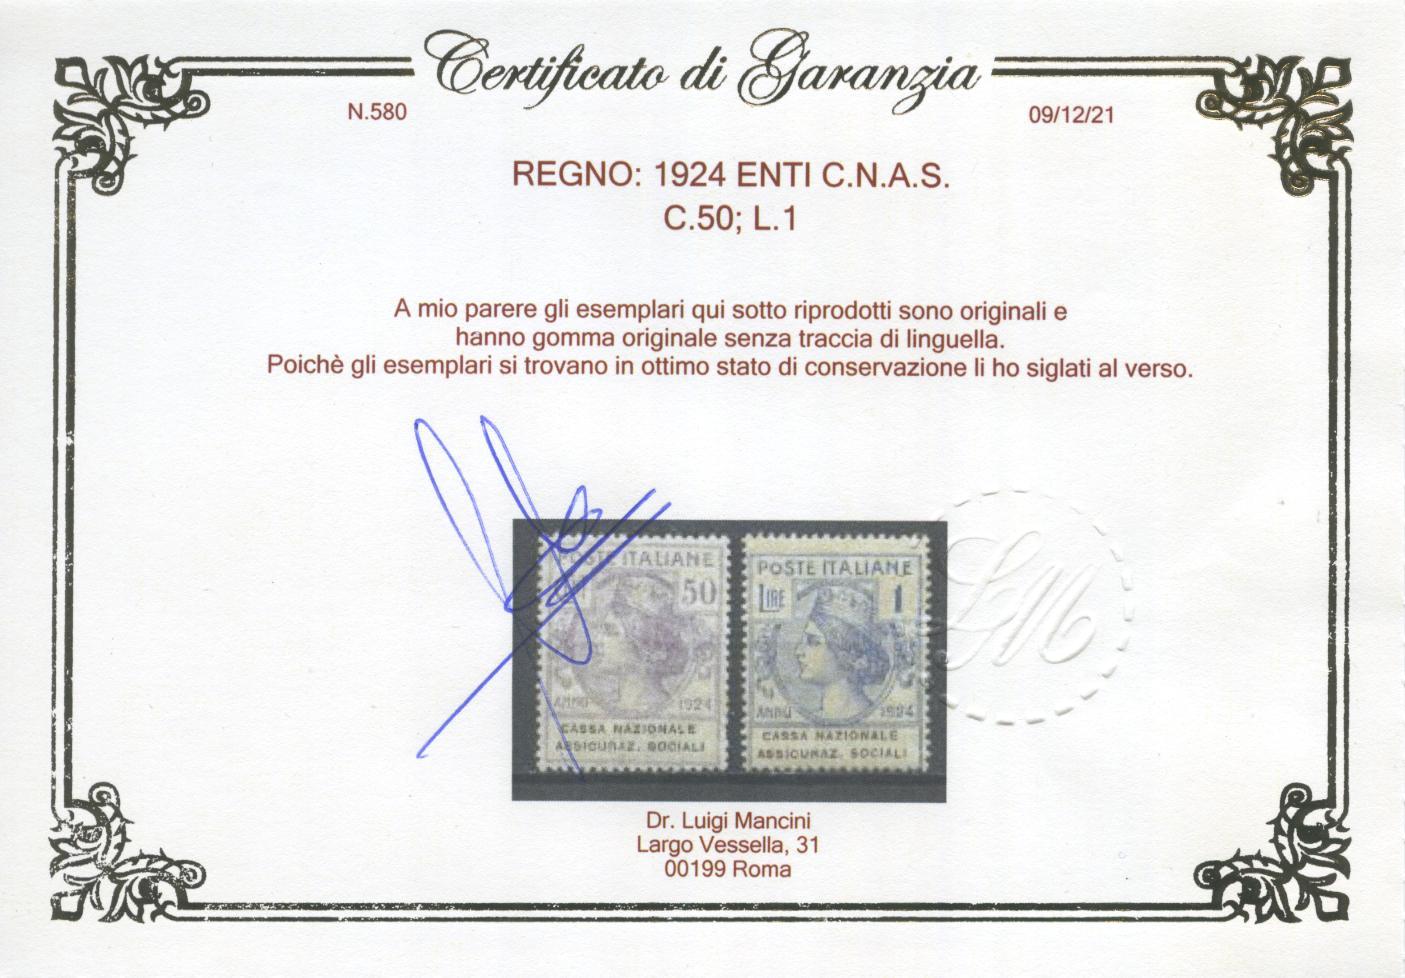 Certificato di Garanzia
N.580
09/12/21
REGNO: 1924 ENTI C.N.A.S.
C.50; L.1
A mio parere gli esemplari qui sotto riprodotti sono originali e
hanno gomma originale senza traccia di linguella.
Poichè gli esemplari si trovano in ottimo stato di conservazione li ho siglati al verso.
POSTE ITALIANE
50
ANNO 1924
CASSA NAZIONALE
ASSICURAZ. SOCIALI
POSTE ITALIANE
LIRE 1
ANNO 1924
CASSA NAZIONALE
ASSICURAZ. SOCIALI
LM
Dr. Luigi Mancini
Largo Vessella, 31
00199 Roma